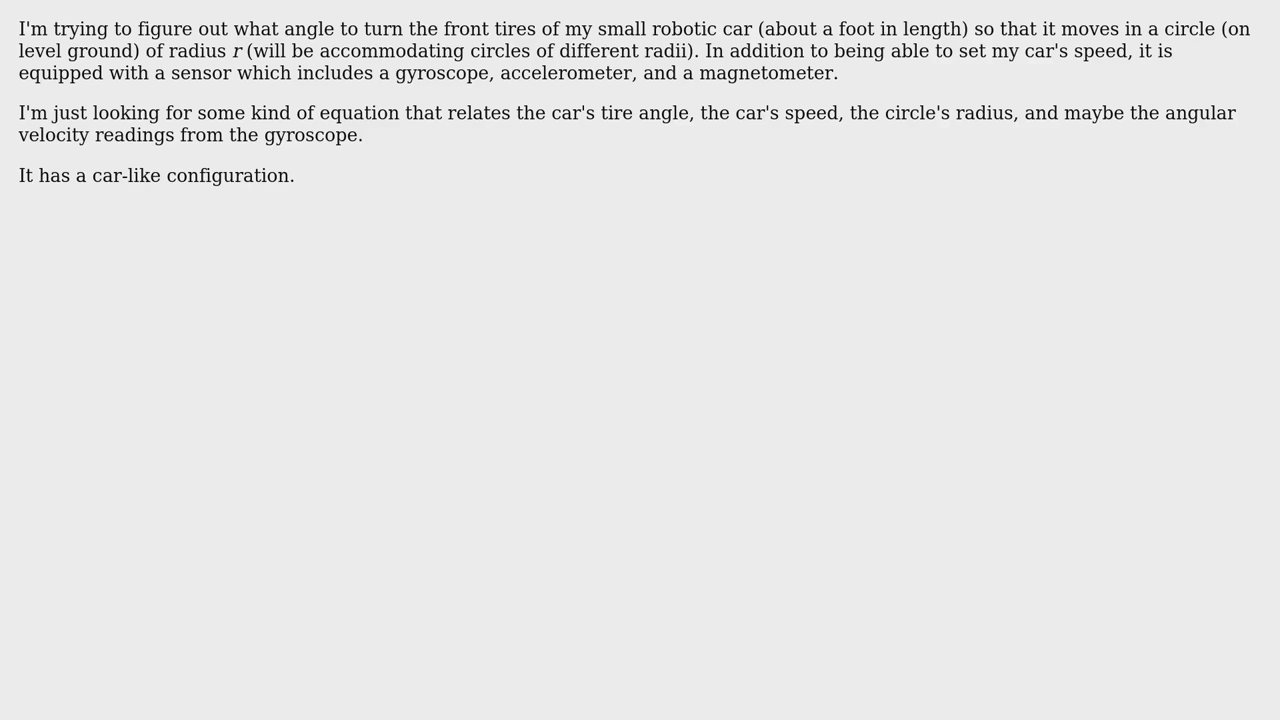 I'm trying to figure out what angle to turn the front tires of my small robotic car (about a foot in length) so that it moves in a circle (on
level ground) of radius r (will be accommodating circles of different radii). In addition to being able to set my car's speed, it is
equipped with a sensor which includes a gyroscope, accelerometer, and a magnetometer.
I'm just looking for some kind of equation that relates the car's tire angle, the car's speed, the circle's radius, and maybe the angular
velocity readings from the gyroscope.
It has a car-like configuration.